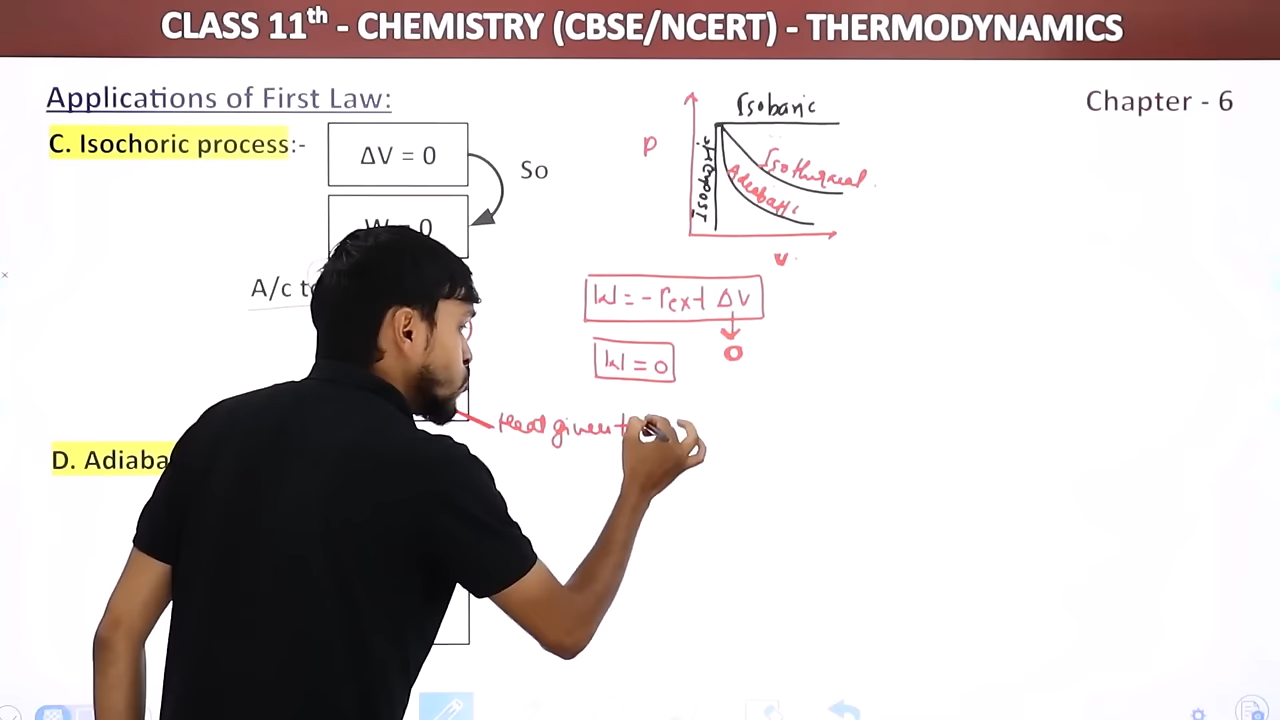 CLASS 11th - CHEMISTRY (CBSE/NCERT) - THERMODYNAMICS
Applications of First Law:
Chapter - 6
C. Isochoric process:-
ΔV = 0
So
W = 0
A/c t
D. Adiaba
Isobaric
P
Isochoric
Isothermal
Adiabatic
V
W = - Pext ΔV
0
W = 0
Heat given t